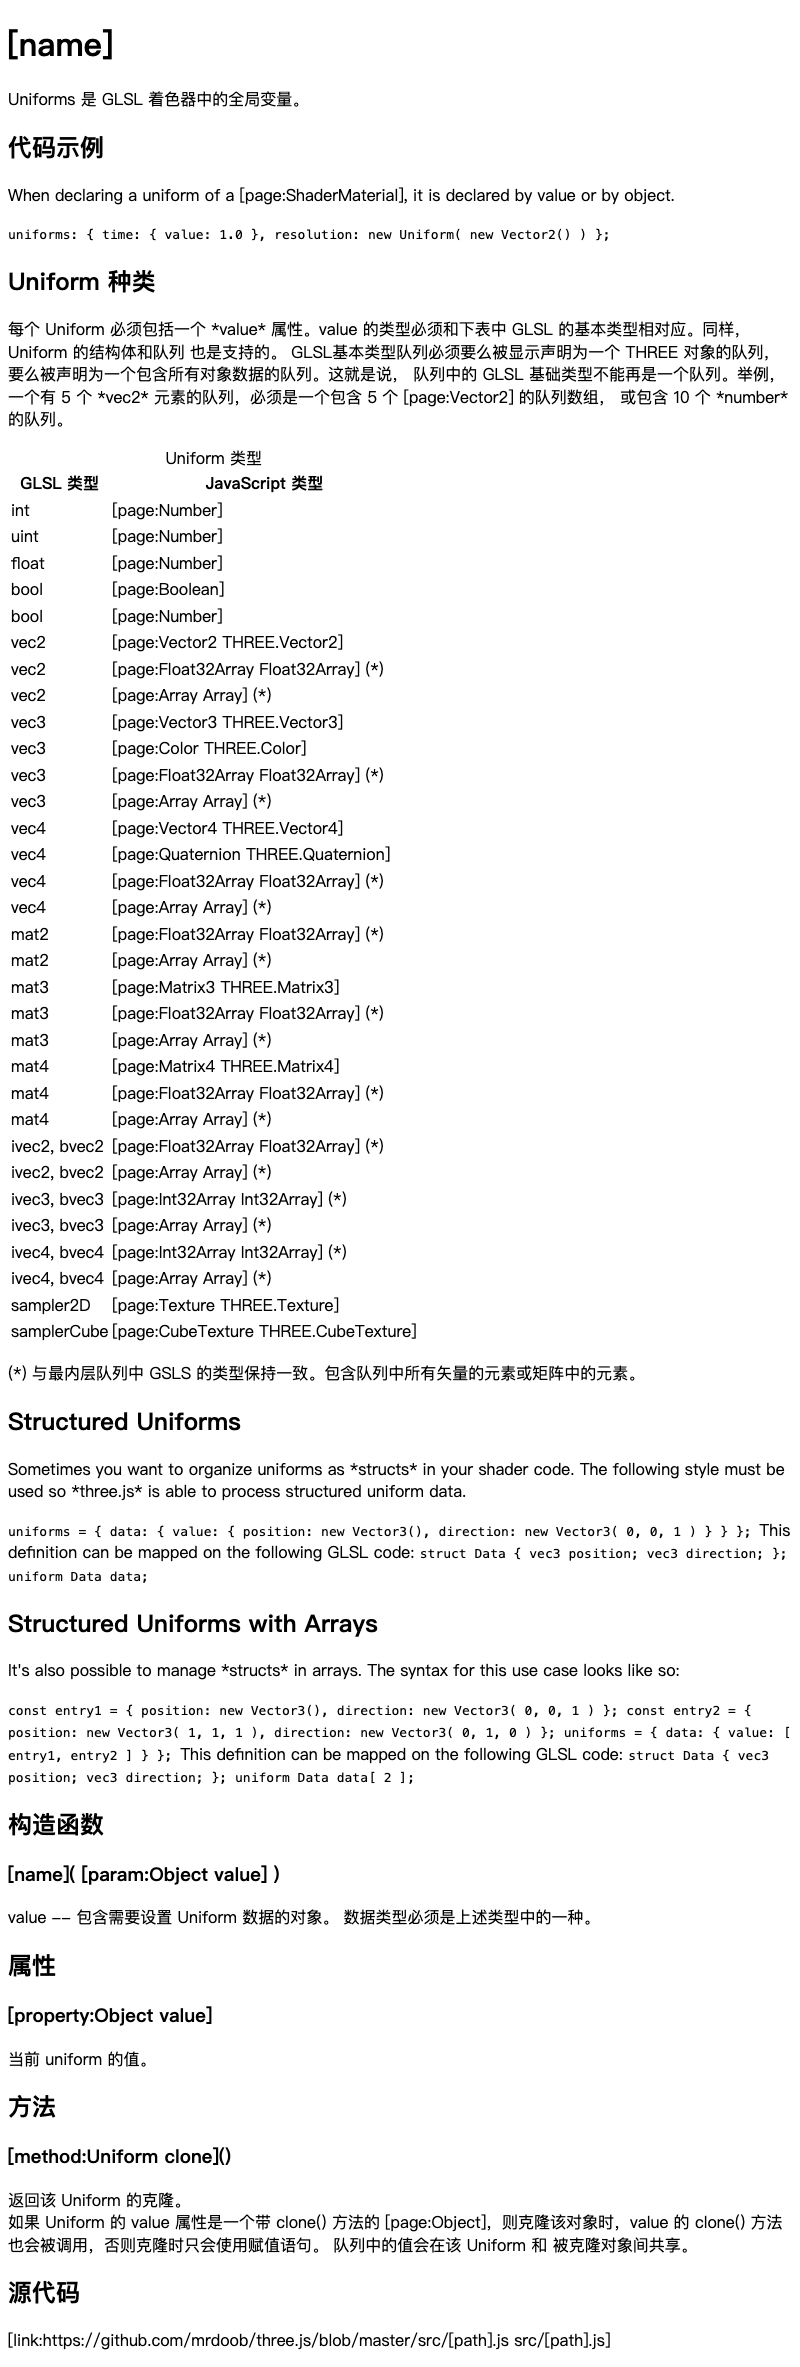 [name]
Uniforms 是 GLSL 着色器中的全局变量。
代码示例
When declaring a uniform of a [page:ShaderMaterial], it is declared by value or by object.
uniforms: { time: { value: 1.0 }, resolution: new Uniform( new Vector2() ) };
Uniform 种类
每个 Uniform 必须包括一个 *value* 属性。value 的类型必须和下表中 GLSL 的基本类型相对应。同样，
Uniform 的结构体和队列 也是支持的。 GLSL基本类型队列必须要么被显示声明为一个 THREE 对象的队列，
要么被声明为一个包含所有对象数据的队列。这就是说， 队列中的 GLSL 基础类型不能再是一个队列。举例，
一个有 5 个 *vec2* 元素的队列，必须是一个包含 5 个 [page:Vector2] 的队列数组， 或包含 10 个 *number*
的队列。
Uniform 类型
GLSL 类型 JavaScript 类型
int [page:Number]
uint [page:Number]
float [page:Number]
bool [page:Boolean]
bool [page:Number]
vec2 [page:Vector2 THREE.Vector2]
vec2 [page:Float32Array Float32Array] (*)
vec2 [page:Array Array] (*)
vec3 [page:Vector3 THREE.Vector3]
vec3 [page:Color THREE.Color]
vec3 [page:Float32Array Float32Array] (*)
vec3 [page:Array Array] (*)
vec4 [page:Vector4 THREE.Vector4]
vec4 [page:Quaternion THREE.Quaternion]
vec4 [page:Float32Array Float32Array] (*)
vec4 [page:Array Array] (*)
mat2 [page:Float32Array Float32Array] (*)
mat2 [page:Array Array] (*)
mat3 [page:Matrix3 THREE.Matrix3]
mat3 [page:Float32Array Float32Array] (*)
mat3 [page:Array Array] (*)
mat4 [page:Matrix4 THREE.Matrix4]
mat4 [page:Float32Array Float32Array] (*)
mat4 [page:Array Array] (*)
ivec2, bvec2 [page:Float32Array Float32Array] (*)
ivec2, bvec2 [page:Array Array] (*)
ivec3, bvec3 [page:Int32Array Int32Array] (*)
ivec3, bvec3 [page:Array Array] (*)
ivec4, bvec4 [page:Int32Array Int32Array] (*)
ivec4, bvec4 [page:Array Array] (*)
sampler2D [page:Texture THREE.Texture]
samplerCube [page:CubeTexture THREE.CubeTexture]
(*) 与最内层队列中 GSLS 的类型保持一致。包含队列中所有矢量的元素或矩阵中的元素。
Structured Uniforms
Sometimes you want to organize uniforms as *structs* in your shader code. The following style must be
used so *three.js* is able to process structured uniform data.
uniforms = { data: { value: { position: new Vector3(), direction: new Vector3( 0, 0, 1 ) } } }; This
definition can be mapped on the following GLSL code: struct Data { vec3 position; vec3 direction; };
uniform Data data;
Structured Uniforms with Arrays
It's also possible to manage *structs* in arrays. The syntax for this use case looks like so:
const entry1 = { position: new Vector3(), direction: new Vector3( 0, 0, 1 ) }; const entry2 = {
position: new Vector3( 1, 1, 1 ), direction: new Vector3( 0, 1, 0 ) }; uniforms = { data: { value: [
entry1, entry2 ] } }; This definition can be mapped on the following GLSL code: struct Data { vec3
position; vec3 direction; }; uniform Data data[ 2 ];
构造函数
[name]( [param:Object value] )
value -- 包含需要设置 Uniform 数据的对象。 数据类型必须是上述类型中的一种。
属性
[property:Object value]
当前 uniform 的值。
方法
[method:Uniform clone]()
返回该 Uniform 的克隆。
如果 Uniform 的 value 属性是一个带 clone() 方法的 [page:Object]，则克隆该对象时，value 的 clone() 方法
也会被调用，否则克隆时只会使用赋值语句。 队列中的值会在该 Uniform 和 被克隆对象间共享。
源代码
[link:https://github.com/mrdoob/three.js/blob/master/src/[path].js src/[path].js]